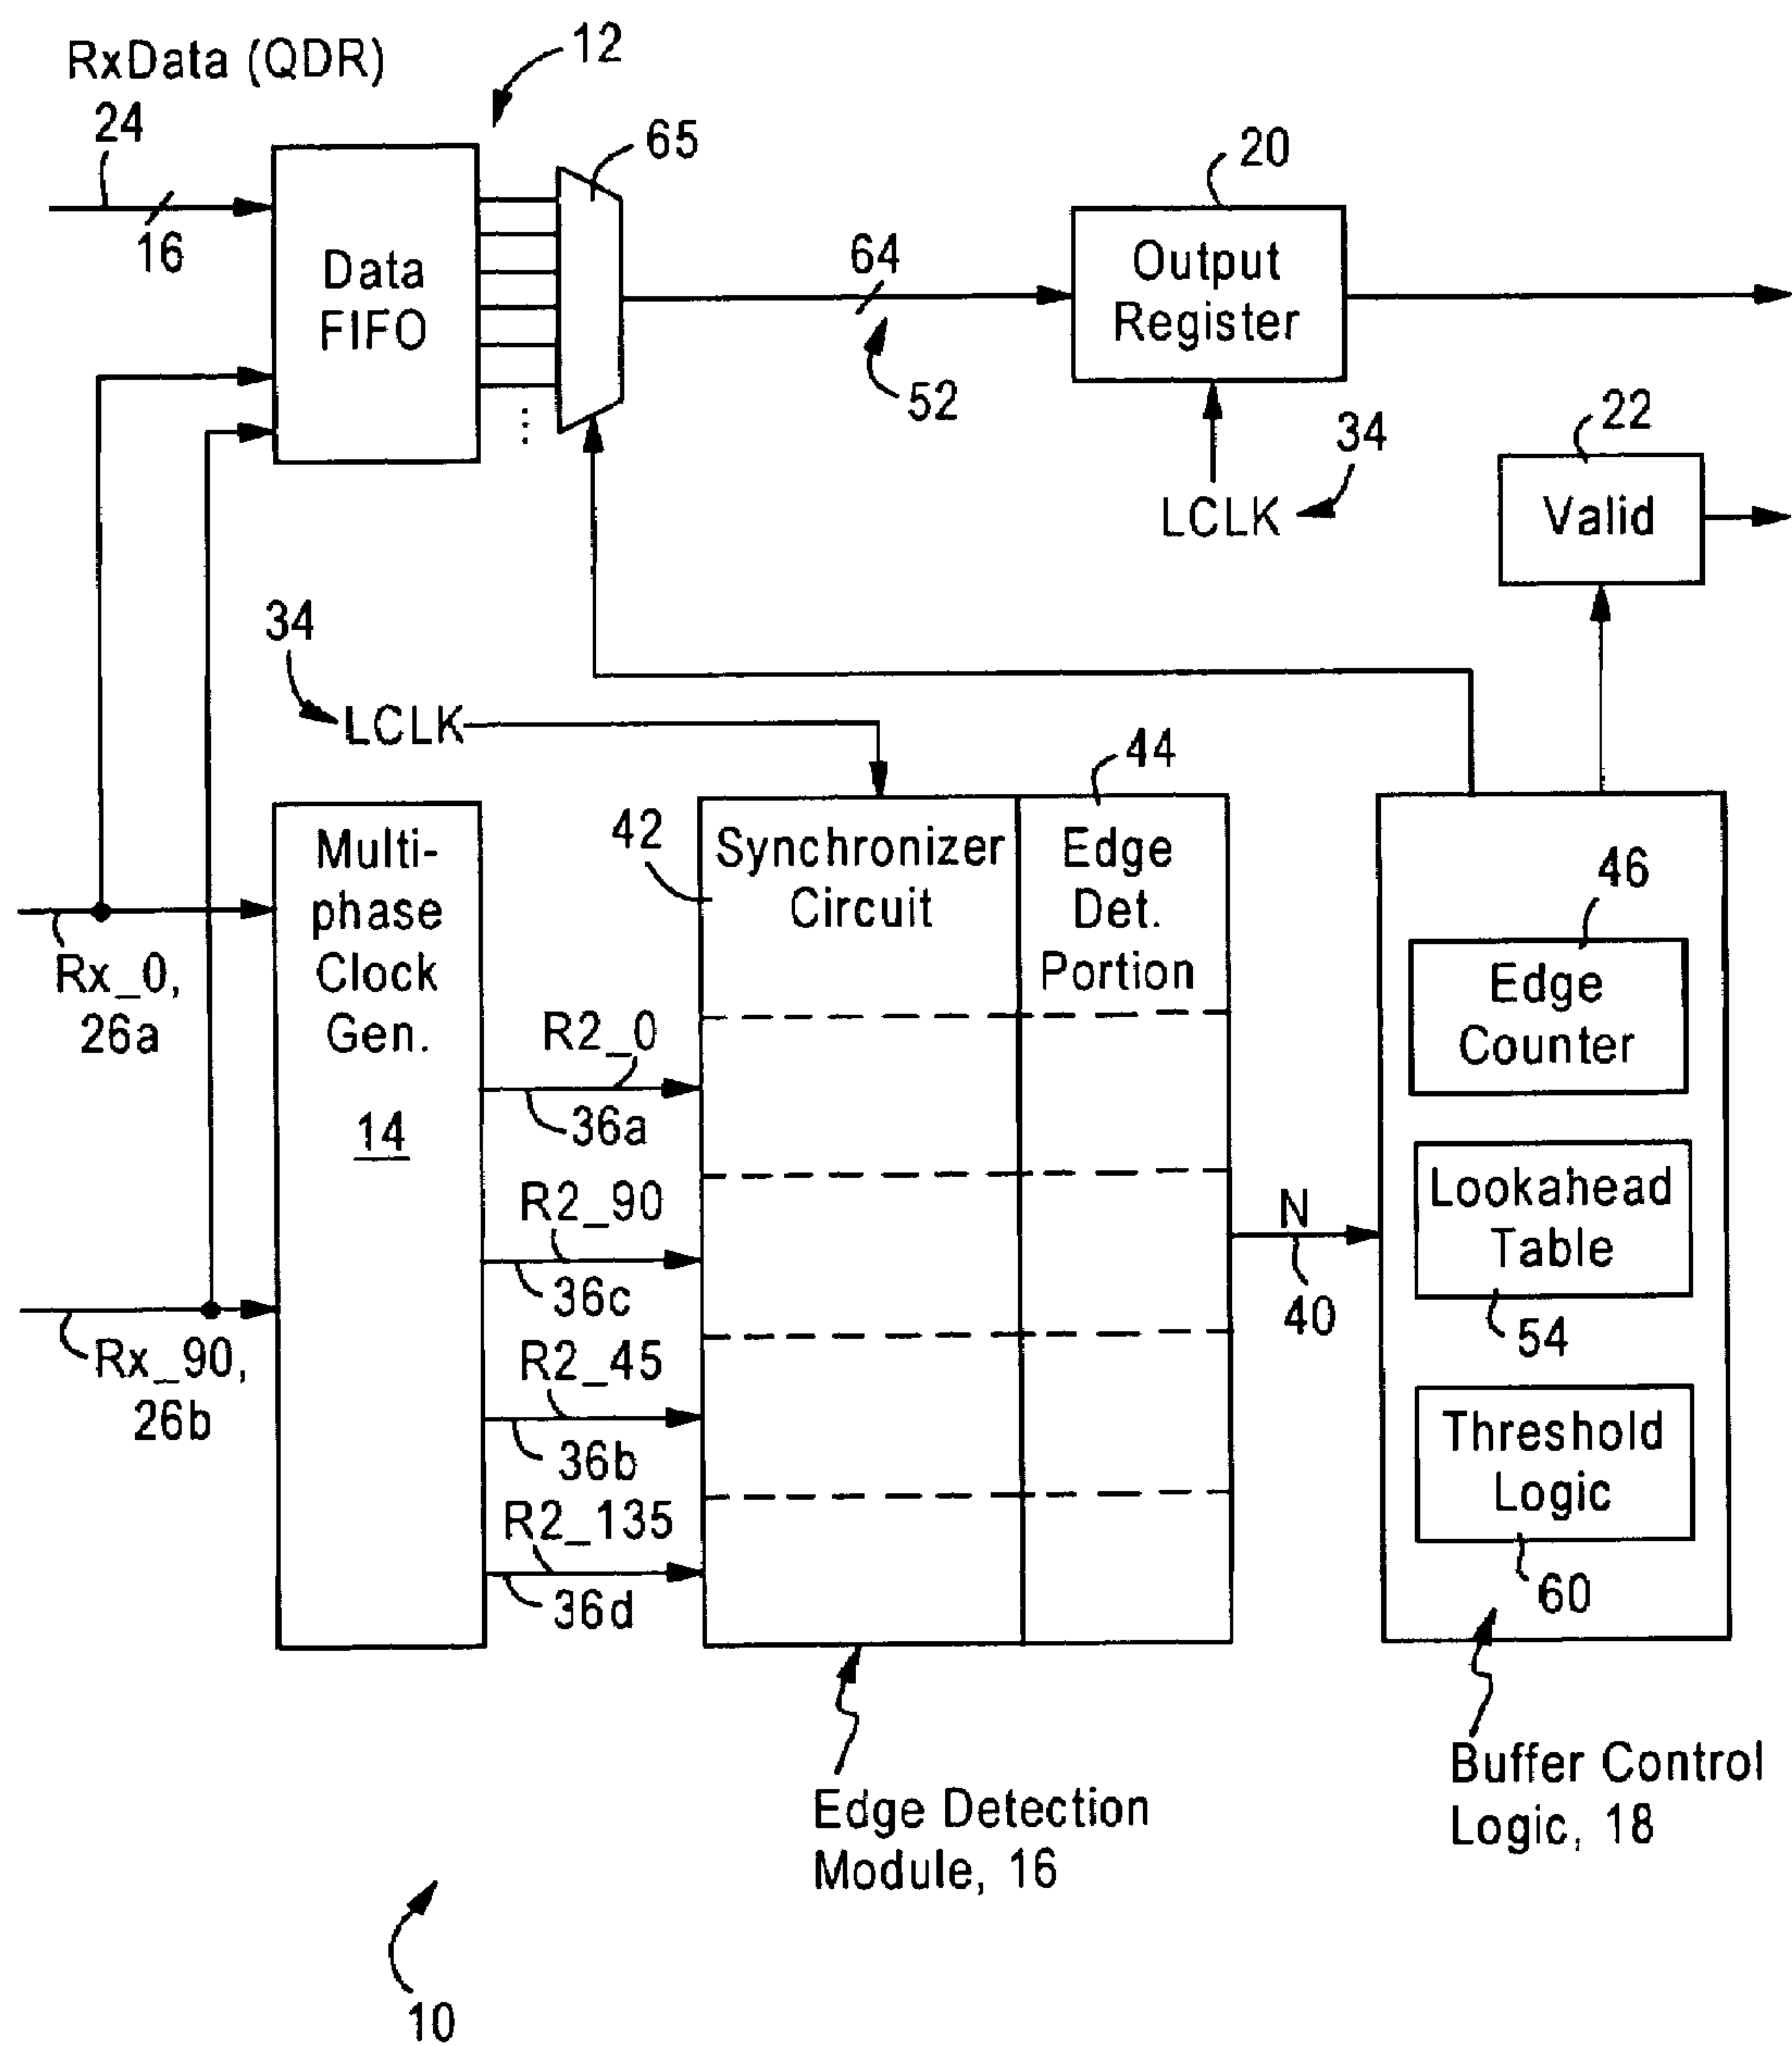 RxData (QDR)
24
16
12
Data
FIFO
65
64
52
20
Output
Register
LCLK
34
22
Valid
34
LCLK
Multi-
phase
Clock
Gen.
14
Rx_0,
26a
Rx_90,
26b
R2_0
36a
R2_90
36c
R2_45
36b
R2_135
36d
42
Synchronizer
Circuit
44
Edge
Det.
Portion
N
40
46
Edge
Counter
Lookahead
Table
54
Threshold
Logic
60
Edge Detection
Module, 16
Buffer Control
Logic, 18
10